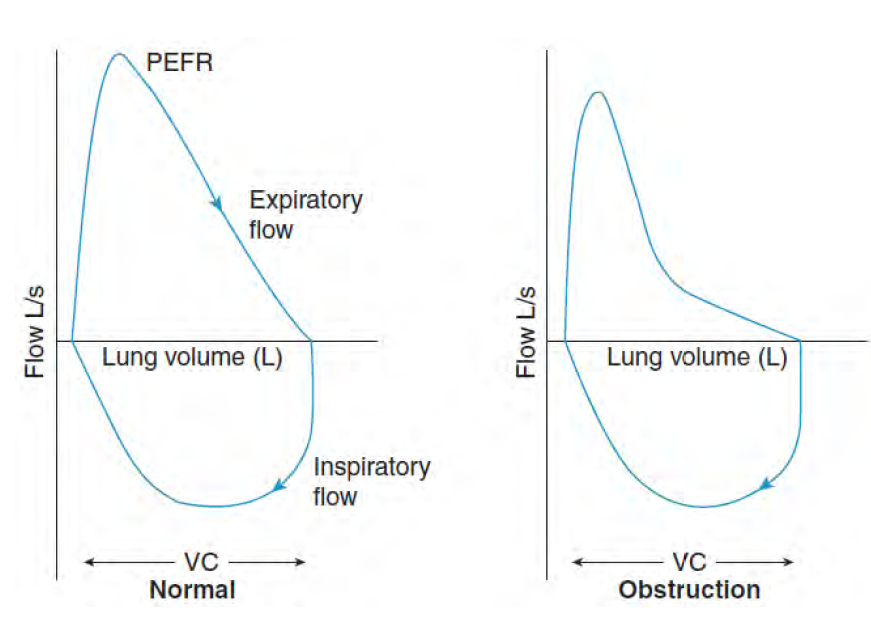 PEFR
Expiratory
flow
Flow L/s
Lung volume (L)
Inspiratory
flow
VC
Normal
Flow L/s
Lung volume (L)
VC
Obstruction